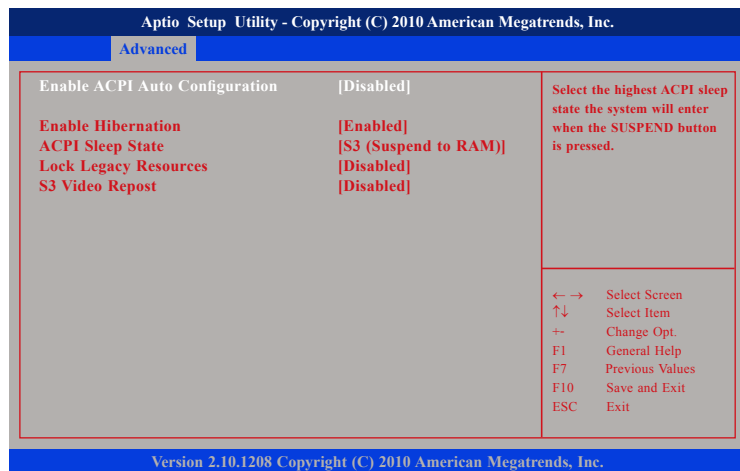 Aptio Setup Utility - Copyright (C) 2010 American Megatrends, Inc.
Advanced
Enable ACPI Auto Configuration [Disabled]
Enable Hibernation [Enabled]
ACPI Sleep State [S3 (Suspend to RAM)]
Lock Legacy Resources [Disabled]
S3 Video Repost [Disabled]
Select the highest ACPI sleep
state the system will enter
when the SUSPEND button
is pressed.
←→ Select Screen
↑↓ Select Item
+- Change Opt.
F1 General Help
F7 Previous Values
F10 Save and Exit
ESC Exit
Version 2.10.1208 Copyright (C) 2010 American Megatrends, Inc.